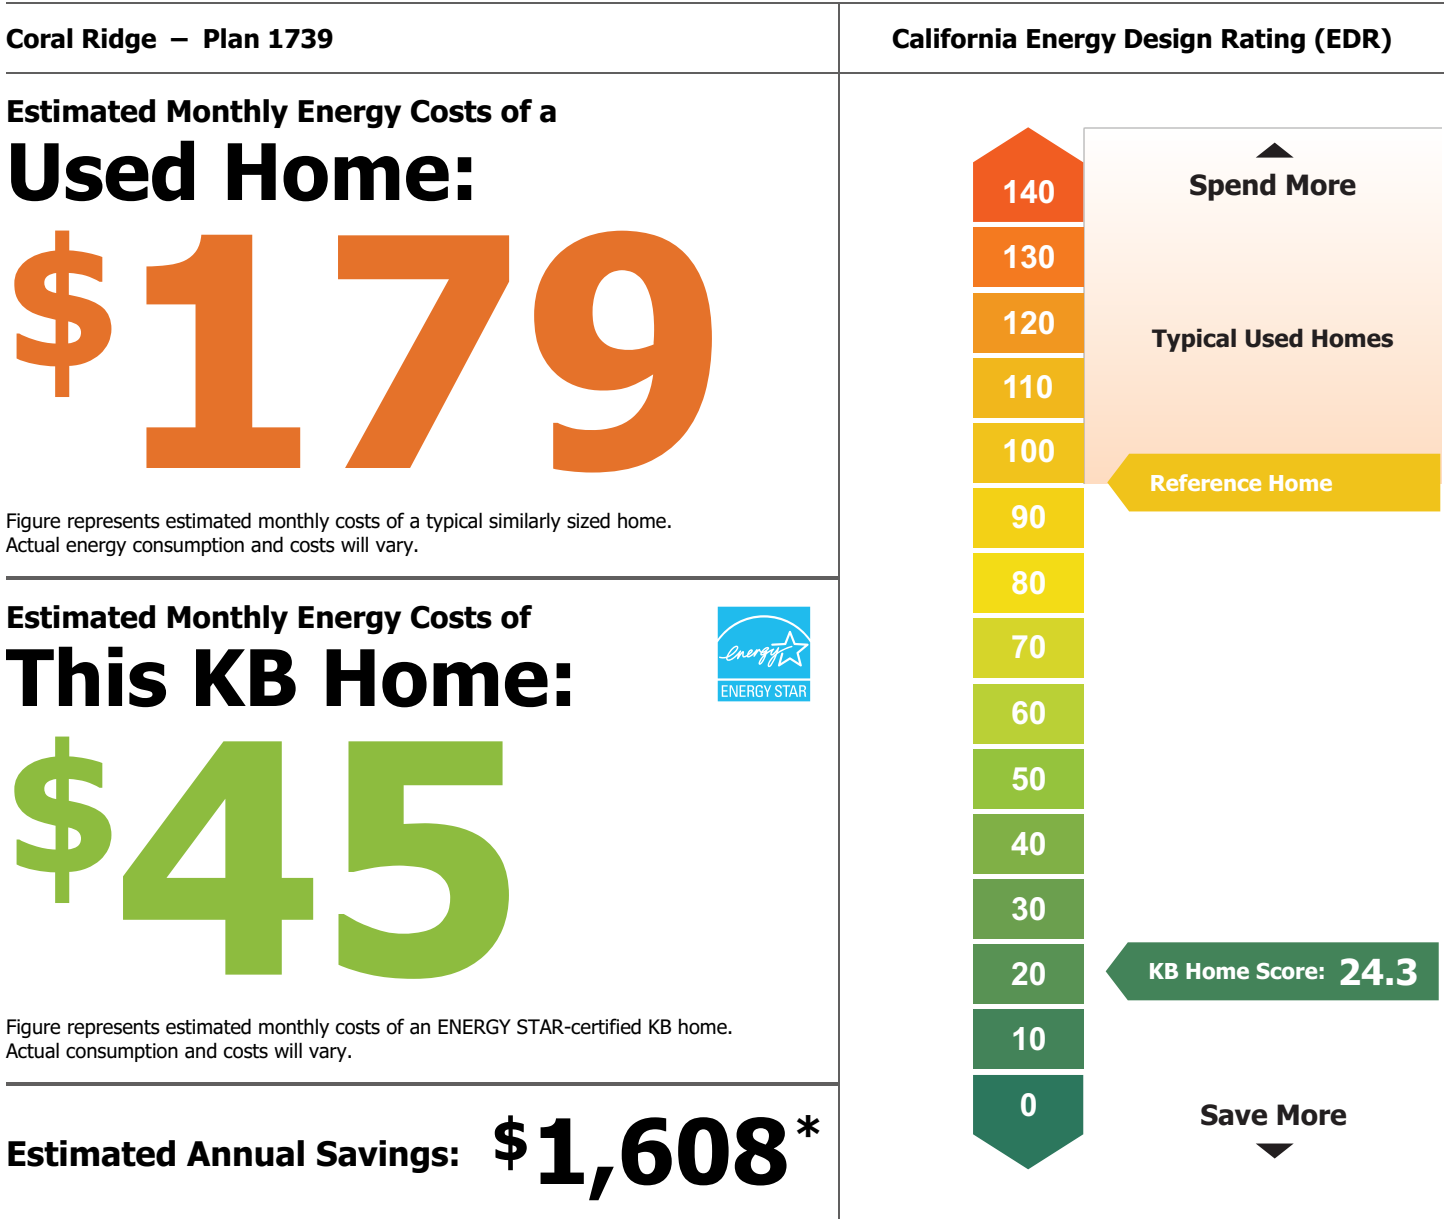 Coral Ridge – Plan 1739
Estimated Monthly Energy Costs of a
Used Home:
$179
Figure represents estimated monthly costs of a typical similarly sized home.
Actual energy consumption and costs will vary.
Estimated Monthly Energy Costs of
This KB Home:
energy
ENERGY STAR
$45
Figure represents estimated monthly costs of an ENERGY STAR-certified KB home.
Actual consumption and costs will vary.
Estimated Annual Savings: $1,608*
California Energy Design Rating (EDR)
140
130
120
110
100
90
80
70
60
50
40
30
20
10
0
Spend More
Typical Used Homes
Reference Home
KB Home Score: 24.3
Save More